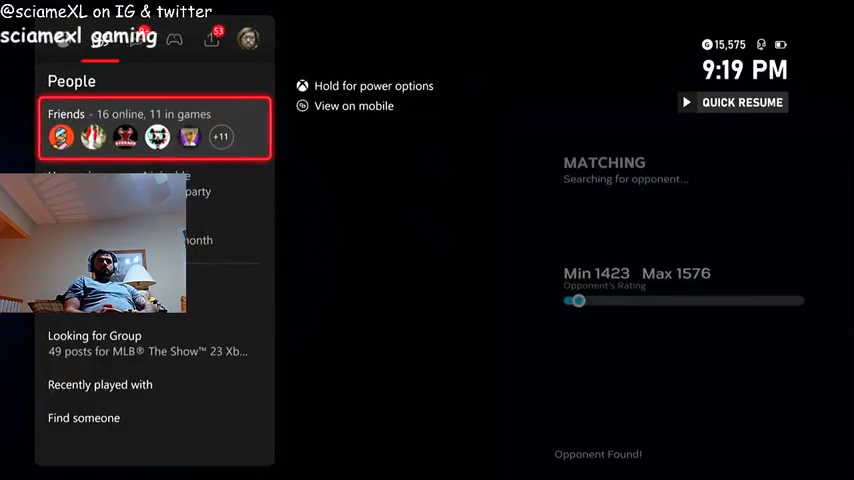 @sciameXL on IG & twitter
sciamexl gaming
53
People
Friends - 16 online, 11 in games
+11
party
month
Looking for Group
49 posts for MLB® The Show™ 23 Xb...
Recently played with
Find someone
Hold for power options
View on mobile
G 15,575
9:19 PM
QUICK RESUME
MATCHING
Searching for opponent...
Min 1423 Max 1576
Opponent's Rating
Opponent Found!